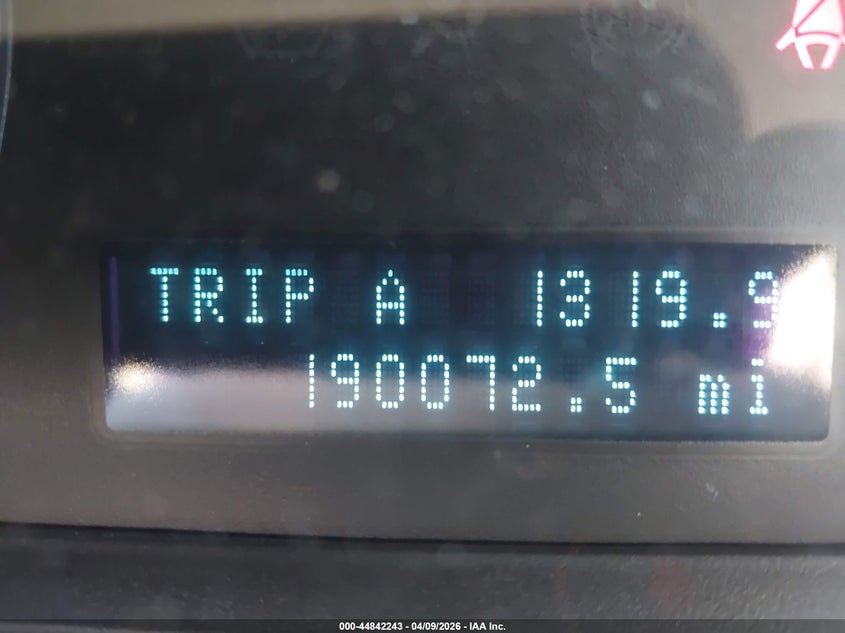 TRIP A 1319.9
190072.5 mi
000-44842243 - 04/09/2026 - IAA Inc.